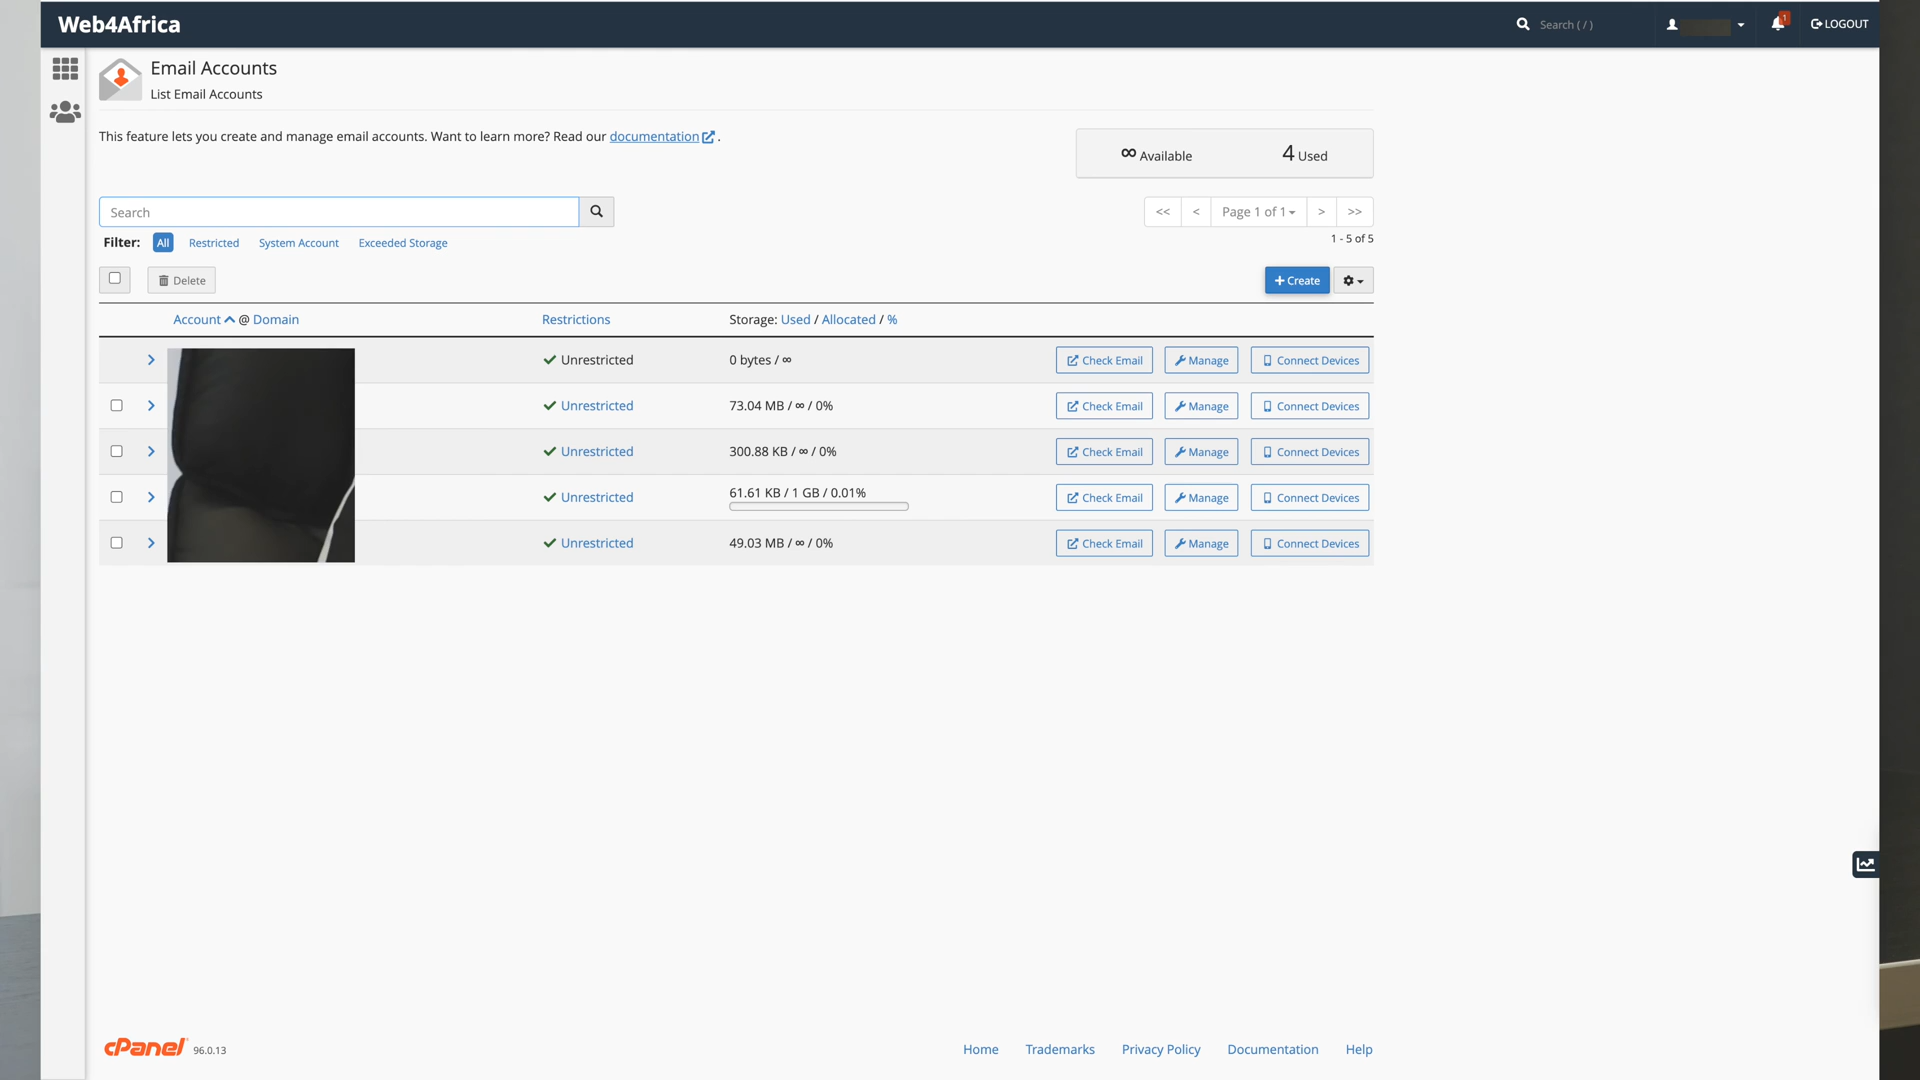 Web4Africa
Search ( / )
1
LOGOUT
Email Accounts
List Email Accounts
This feature lets you create and manage email accounts. Want to learn more? Read our documentation .
∞ Available 4 Used
Search
<< < Page 1 of 1 > >>
Filter: All Restricted System Account Exceeded Storage
1 - 5 of 5
Delete
+ Create
Account @ Domain Restrictions Storage: Used / Allocated / %
Unrestricted 0 bytes / ∞ Check Email Manage Connect Devices
Unrestricted 73.04 MB / ∞ / 0% Check Email Manage Connect Devices
Unrestricted 300.88 KB / ∞ / 0% Check Email Manage Connect Devices
Unrestricted 61.61 KB / 1 GB / 0.01% Check Email Manage Connect Devices
Unrestricted 49.03 MB / ∞ / 0% Check Email Manage Connect Devices
cPanel 96.0.13
Home Trademarks Privacy Policy Documentation Help